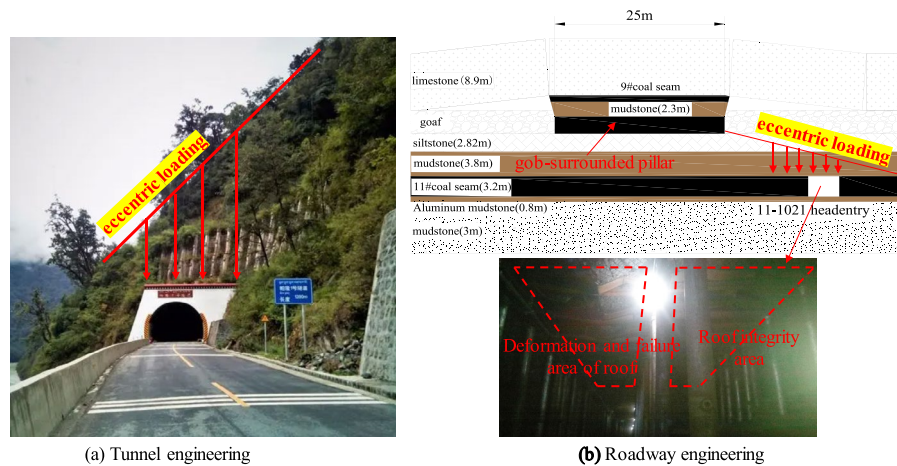 eccentric loading
长度
(a) Tunnel engineering
25m
limestone(8.9m)
9#coal seam
mudstone(2.3m)
goaf
siltstone(2.82m)
eccentric loading
mudstone(3.8m)
gob-surrounded pillar
11#coal seam(3.2m)
Aluminum mudstone(0.8m)
11-1021 headentry
mudstone(3m)
Deformation and failure
area of roof
Roof integrity
area
(b) Roadway engineering